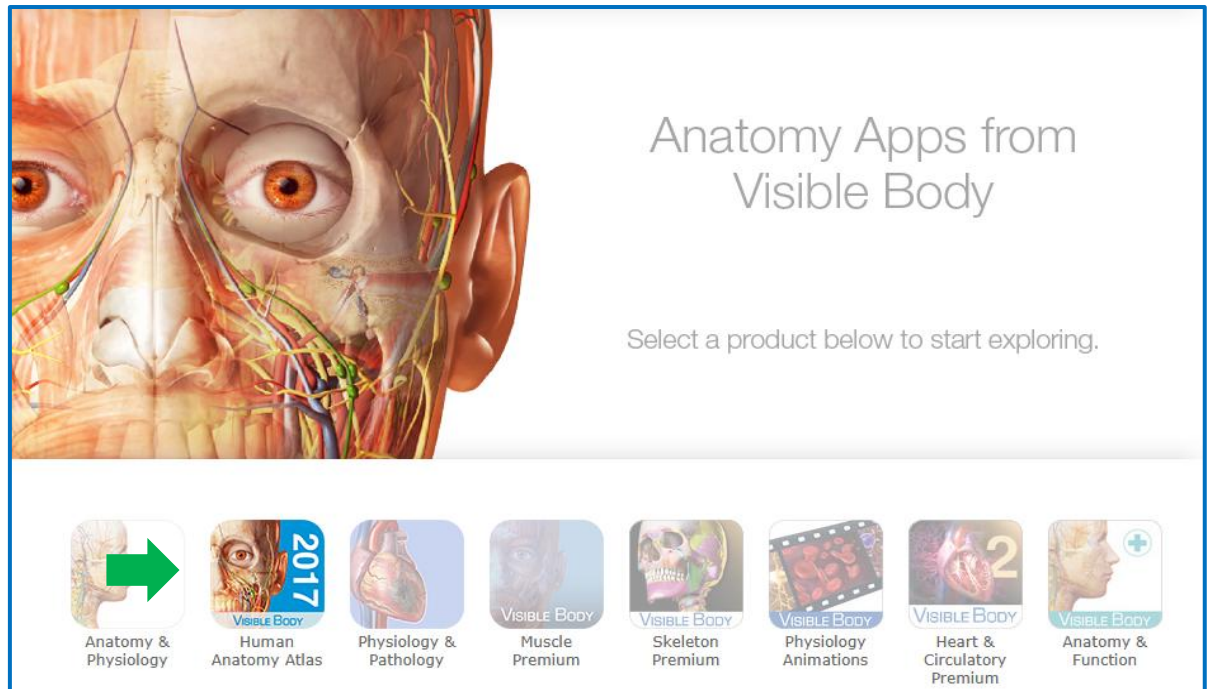 Anatomy Apps from
Visible Body
Select a product below to start exploring.
2017
VISIBLE BODY
VISIBLE BODY
VISIBLE BODY
VISIBLE BODY
2
VISIBLE BODY
VISIBLE BODY
Anatomy &
Physiology
Human
Anatomy Atlas
Physiology &
Pathology
Muscle
Premium
Skeleton
Premium
Physiology
Animations
Heart &
Circulatory
Premium
Anatomy &
Function